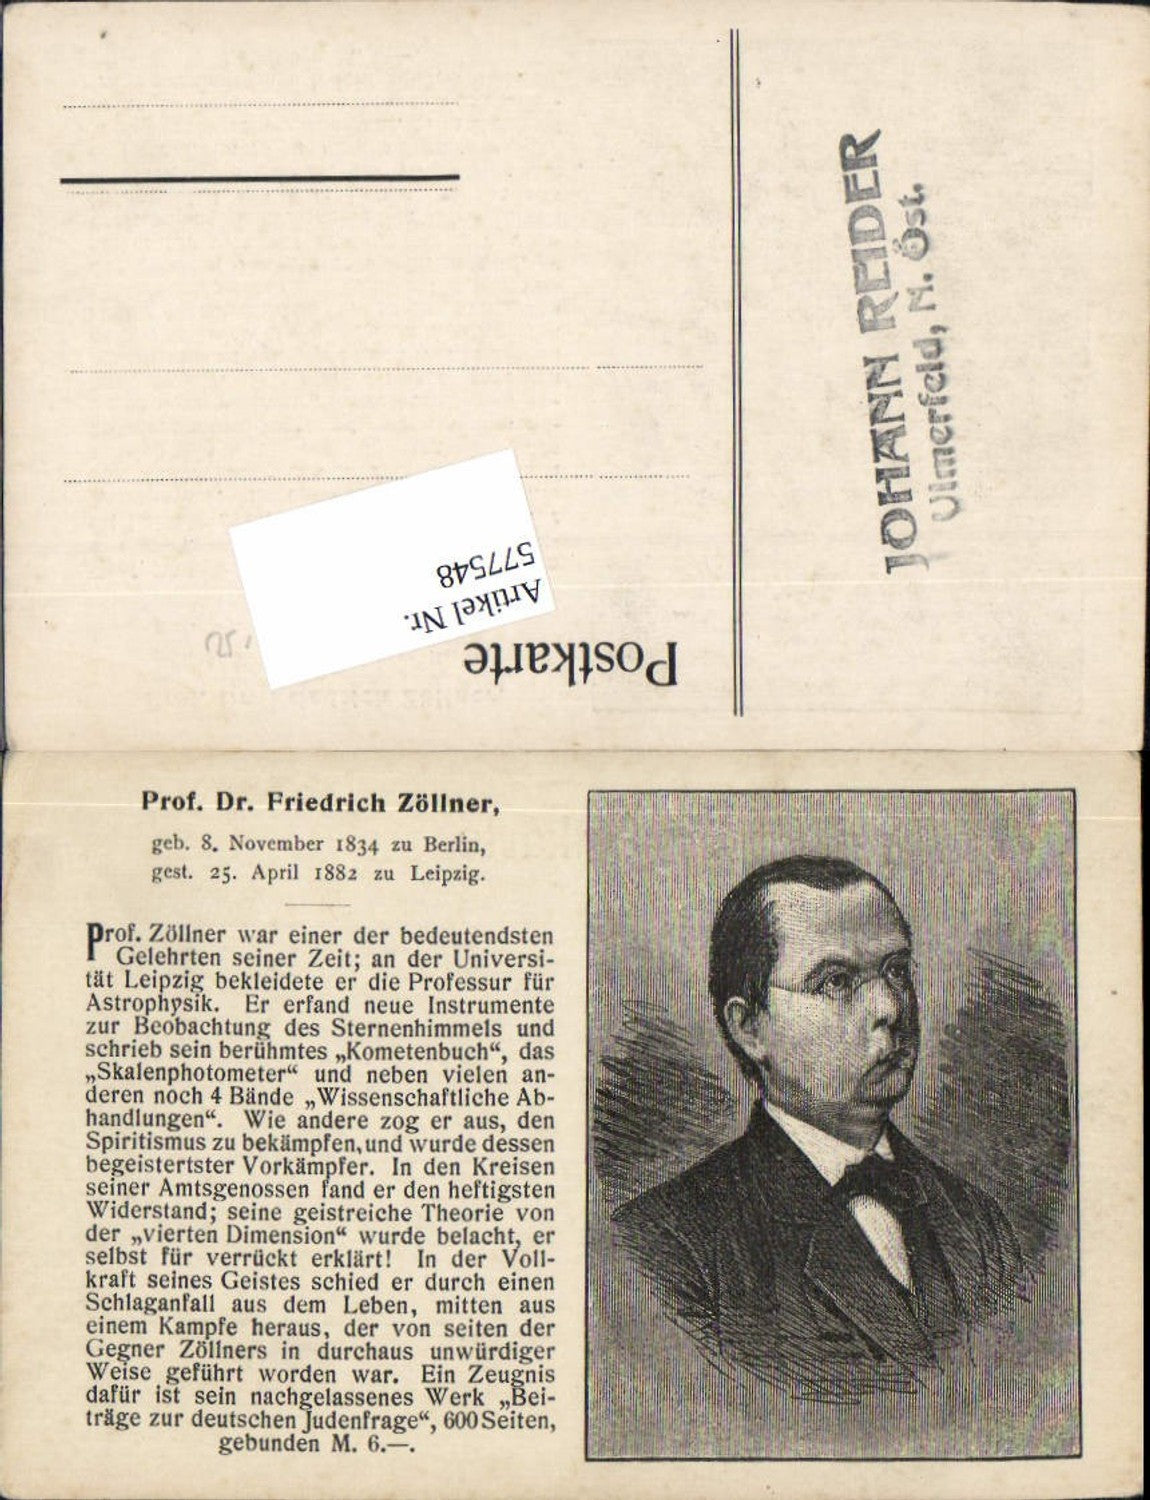 JOHANN REIDER
Ulmerfeld, N. Öst.
Artikel Nr.
577548
Postkarte
Prof. Dr. Friedrich Zöllner,
geb. 8. November 1834 zu Berlin,
gest. 25. April 1882 zu Leipzig.
Prof. Zöllner war einer der bedeutendsten
Gelehrten seiner Zeit; an der Universi-
tät Leipzig bekleidete er die Professur für
Astrophysik. Er erfand neue Instrumente
zur Beobachtung des Sternenhimmels und
schrieb sein berühmtes „Kometenbuch“, das
„Skalenphotometer“ und neben vielen an-
deren noch 4 Bände „Wissenschaftliche Ab-
handlungen“. Wie andere zog er aus, den
Spiritismus zu bekämpfen, und wurde dessen
begeistertster Vorkämpfer. In den Kreisen
seiner Amtsgenossen fand er den heftigsten
Widerstand; seine geistreiche Theorie von
der „vierten Dimension“ wurde belacht, er
selbst für verrückt erklärt! In der Voll-
kraft seines Geistes schied er durch einen
Schlaganfall aus dem Leben, mitten aus
einem Kampfe heraus, der von seiten der
Gegner Zöllners in durchaus unwürdiger
Weise geführt worden war. Ein Zeugnis
dafür ist sein nachgelassenes Werk „Bei-
träge zur deutschen Judenfrage“, 600 Seiten,
gebunden M. 6.—.